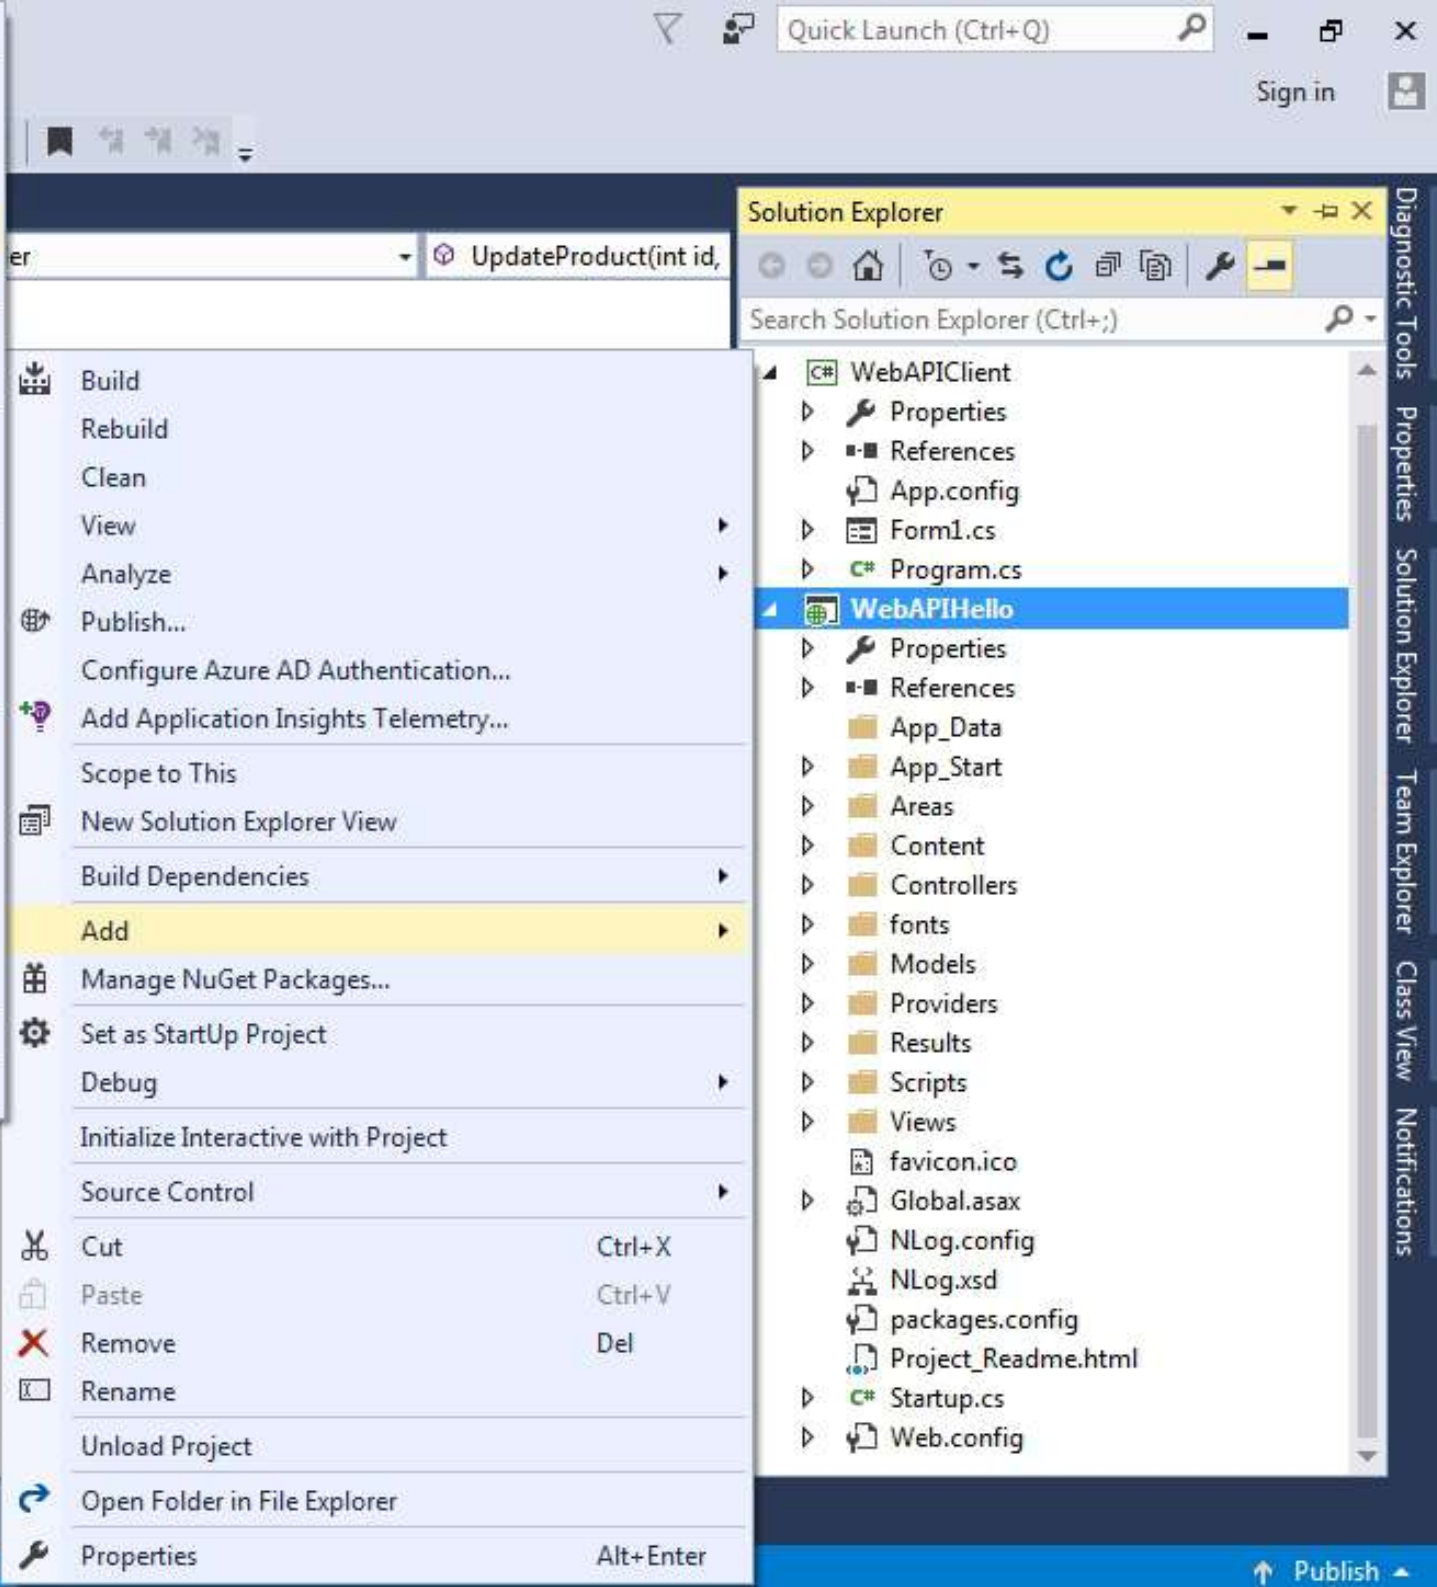 Quick Launch (Ctrl+Q)
Sign in
er
UpdateProduct(int id,
Build
Rebuild
Clean
View
Analyze
Publish...
Configure Azure AD Authentication...
Add Application Insights Telemetry...
Scope to This
New Solution Explorer View
Build Dependencies
Add
Manage NuGet Packages...
Set as StartUp Project
Debug
Initialize Interactive with Project
Source Control
Cut Ctrl+X
Paste Ctrl+V
Remove Del
Rename
Unload Project
Open Folder in File Explorer
Properties Alt+Enter
Solution Explorer
Search Solution Explorer (Ctrl+;)
C# WebAPIClient
Properties
References
App.config
Form1.cs
C# Program.cs
WebAPIHello
Properties
References
App_Data
App_Start
Areas
Content
Controllers
fonts
Models
Providers
Results
Scripts
Views
favicon.ico
Global.asax
NLog.config
NLog.xsd
packages.config
Project_Readme.html
C# Startup.cs
Web.config
Diagnostic Tools
Properties
Solution Explorer
Team Explorer
Class View
Notifications
Publish